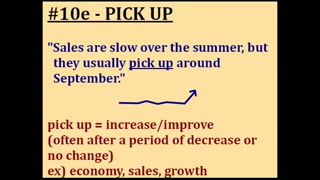 #10e - PICK UP
"Sales are slow over the summer, but
they usually pick up around
September."
pick up = increase/improve
(often after a period of decrease or
no change)
ex) economy, sales, growth